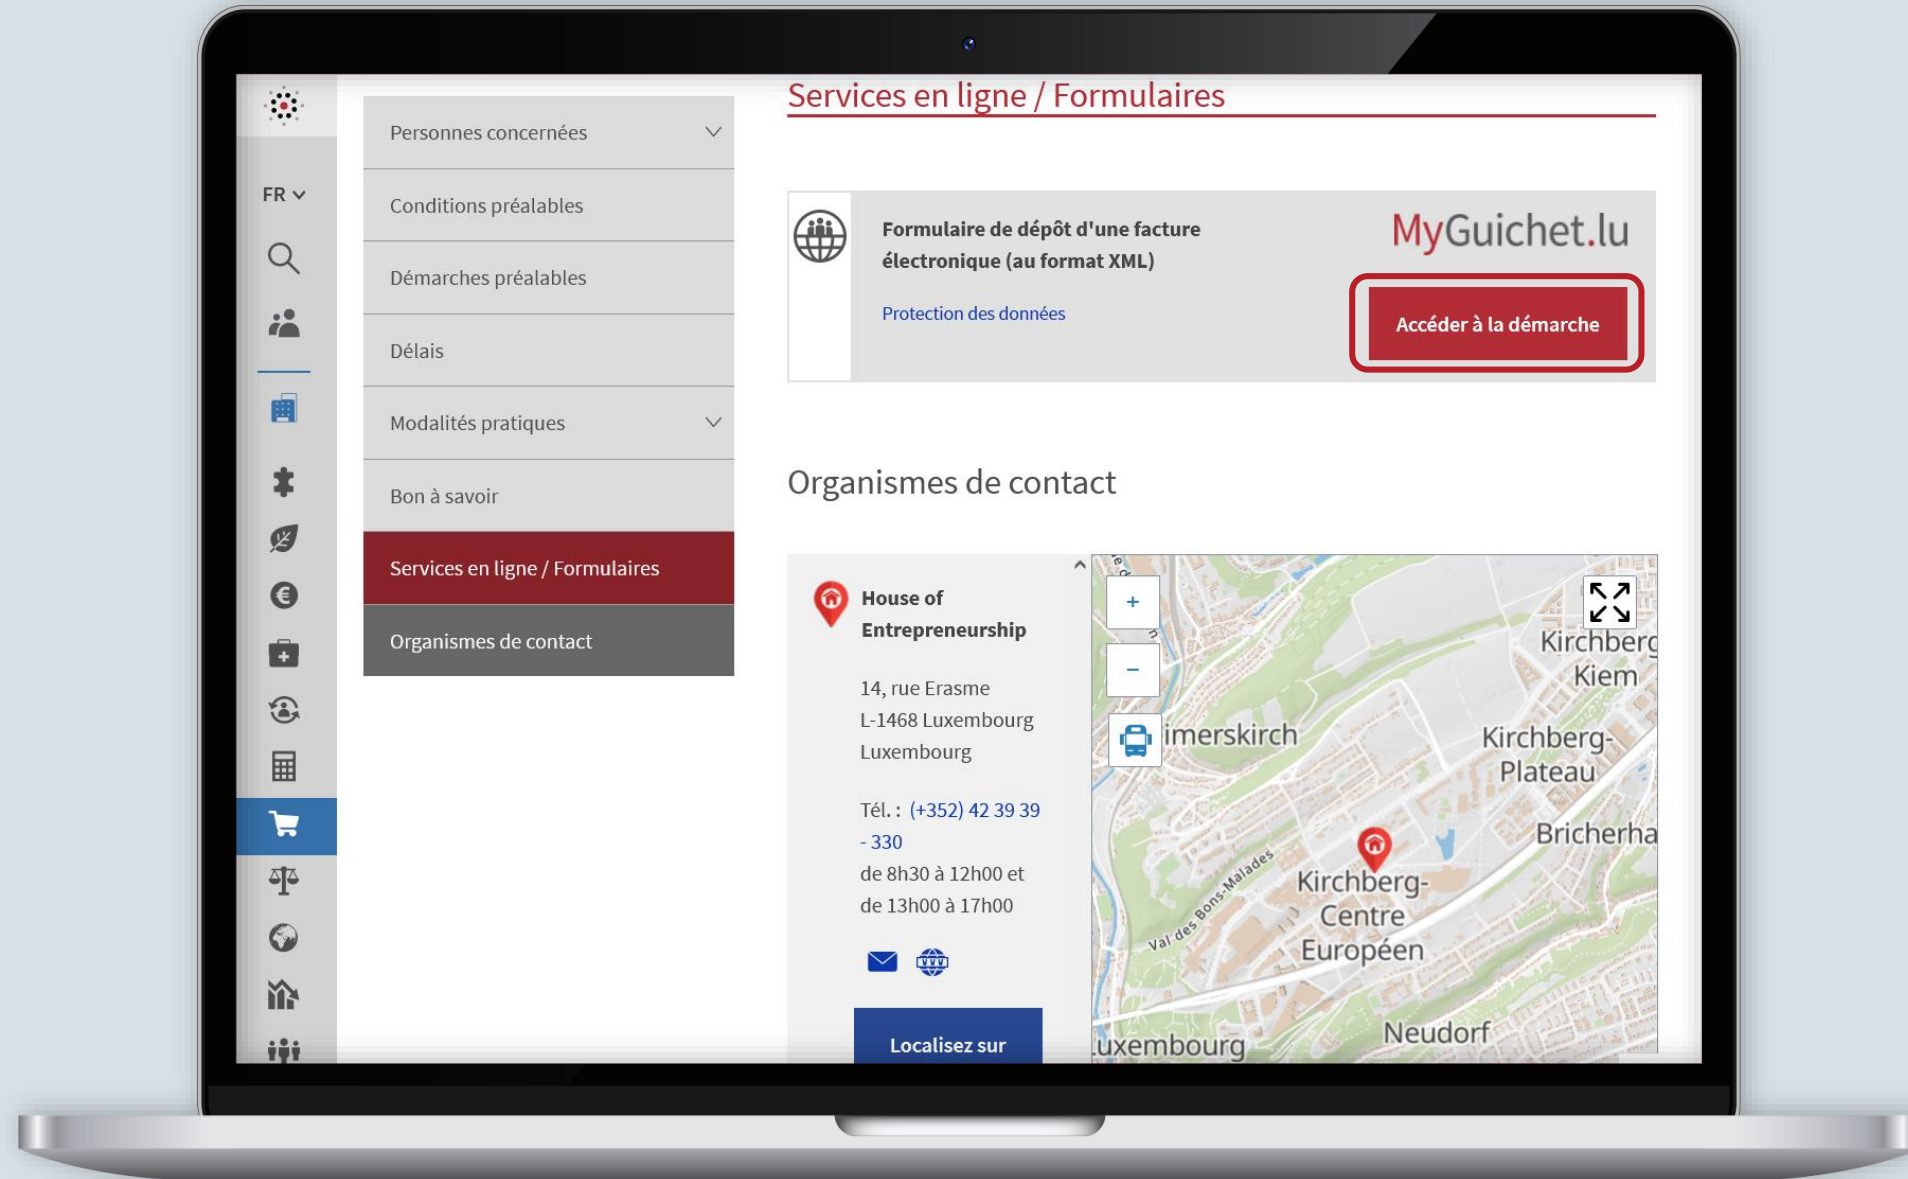 FR
Personnes concernées
Conditions préalables
Démarches préalables
Délais
Modalités pratiques
Bon à savoir
Services en ligne / Formulaires
Organismes de contact
Services en ligne / Formulaires
Formulaire de dépôt d'une facture
électronique (au format XML)
Protection des données
MyGuichet.lu
Accéder à la démarche
Organismes de contact
House of
Entrepreneurship
14, rue Erasme
L-1468 Luxembourg
Luxembourg
Tél. : (+352) 42 39 39
- 330
de 8h30 à 12h00 et
de 13h00 à 17h00
Localisez sur
+
−
Kirchberg
Kiem
imerskirch
Kirchberg-
Plateau
Bricherha
Val des Bons-Malades
Kirchberg-
Centre
Européen
Neudorf
uxembourg